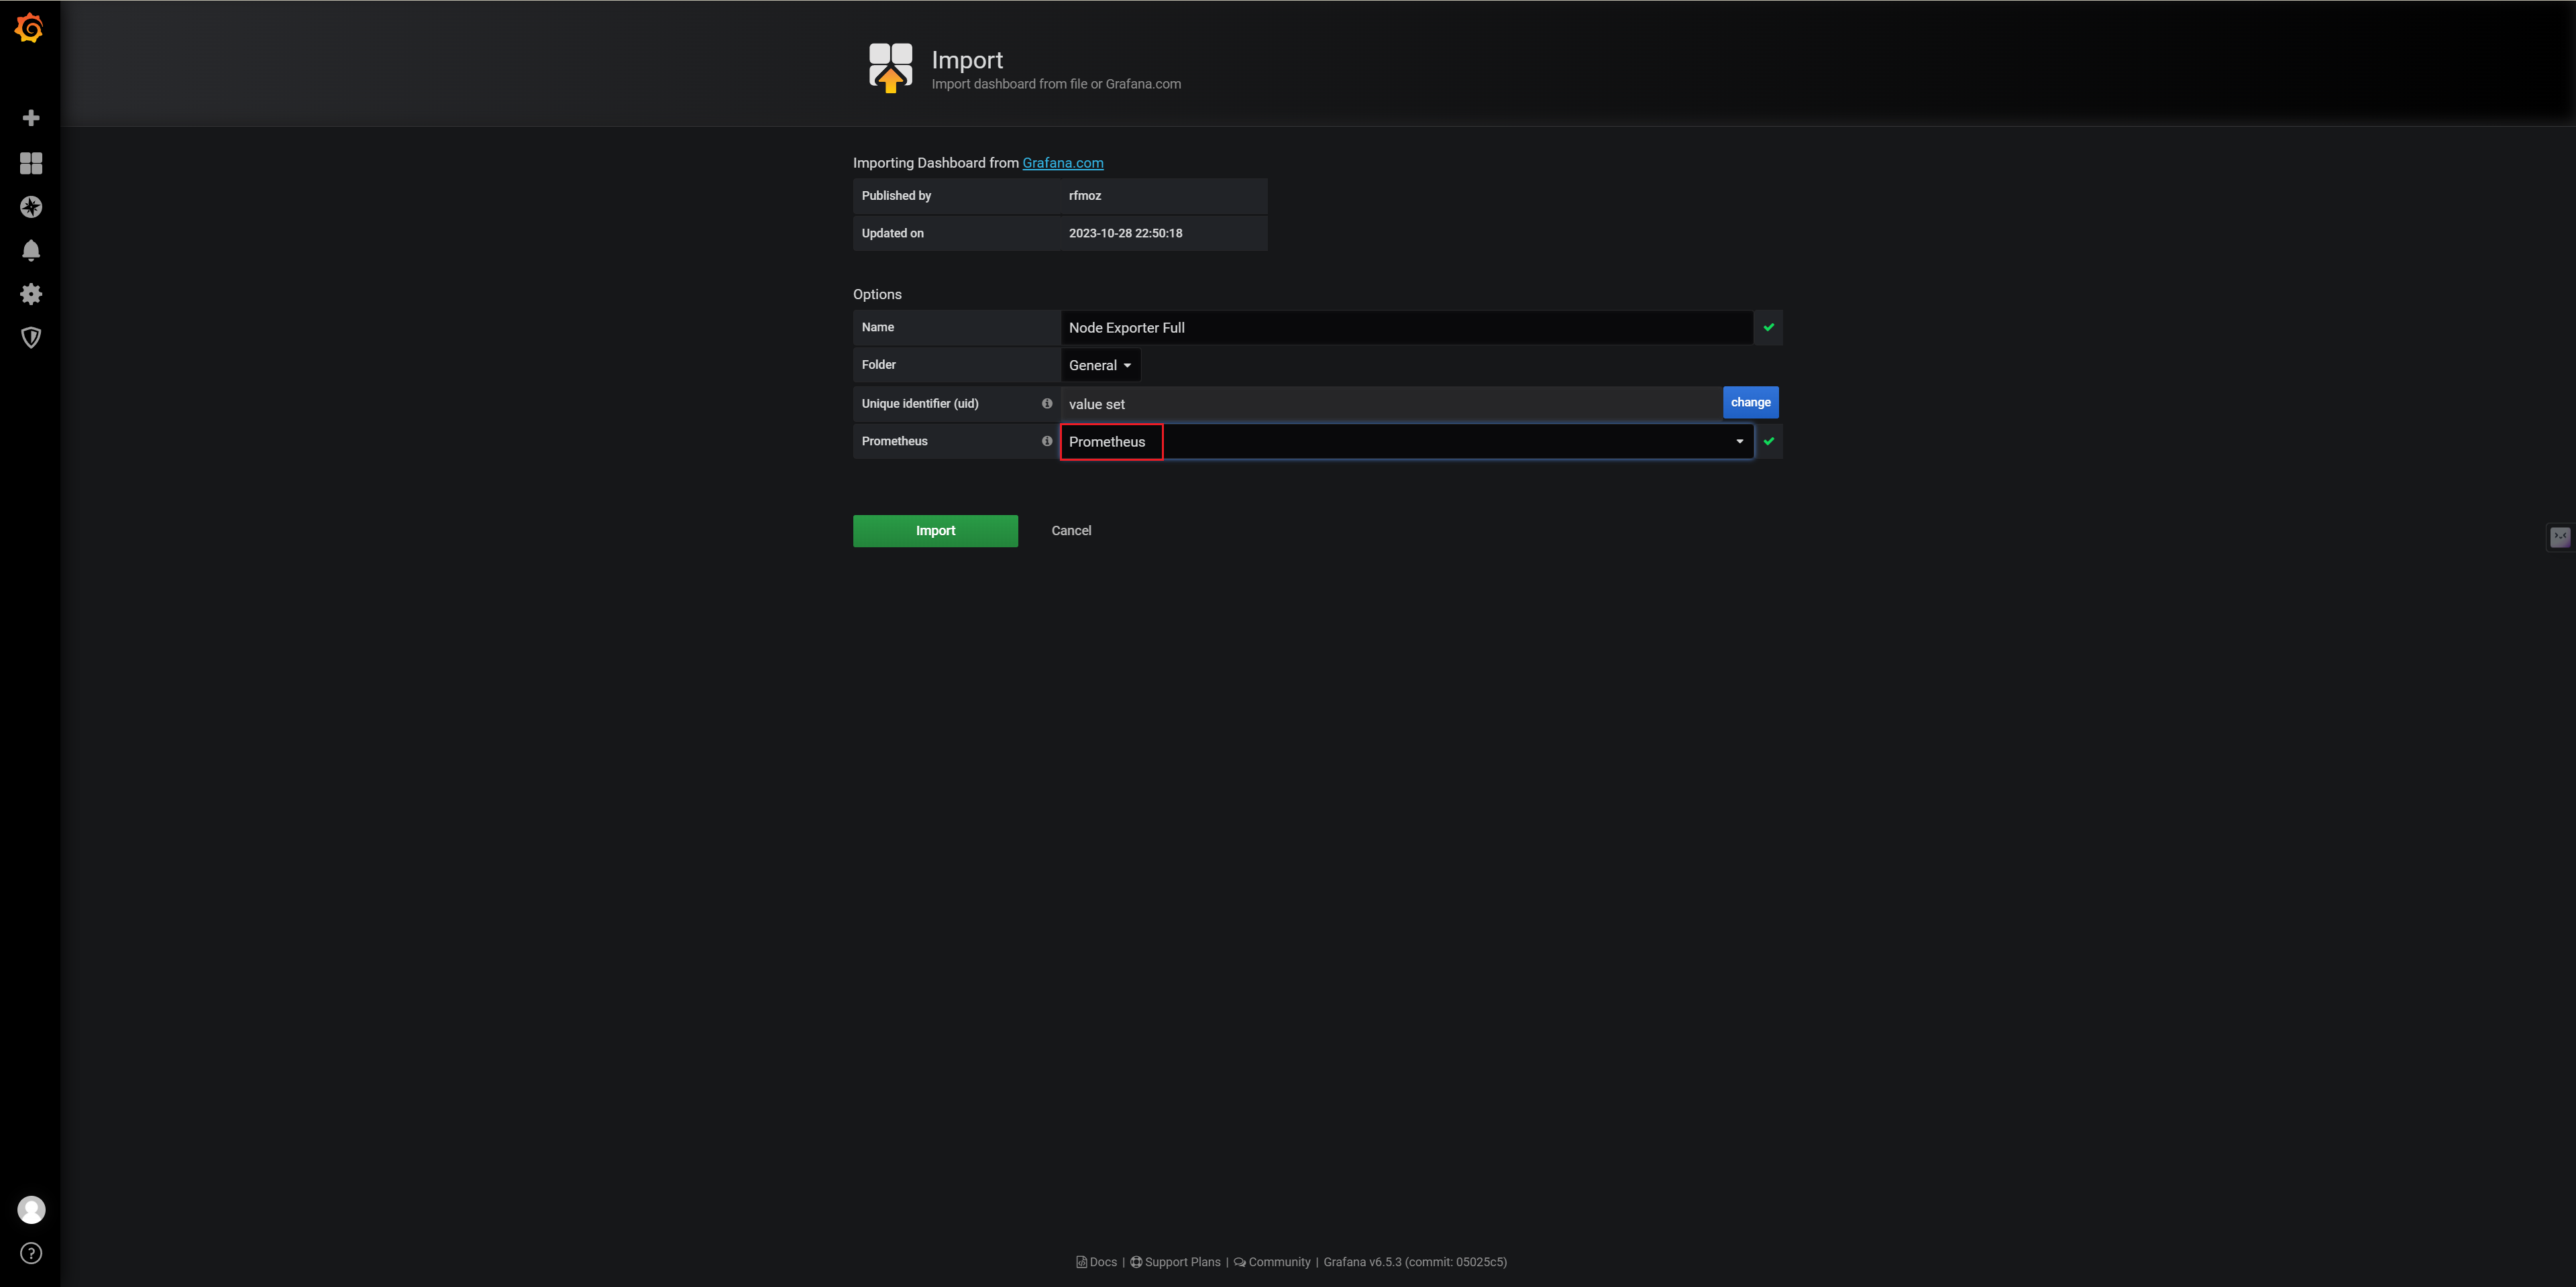 Import
Import dashboard from file or Grafana.com
Importing Dashboard from Grafana.com
Published by rfmoz
Updated on 2023-10-28 22:50:18
Options
Name Node Exporter Full
Folder General
Unique identifier (uid) value set change
Prometheus Prometheus
Import Cancel
Docs | Support Plans | Community | Grafana v6.5.3 (commit: 05025c5)